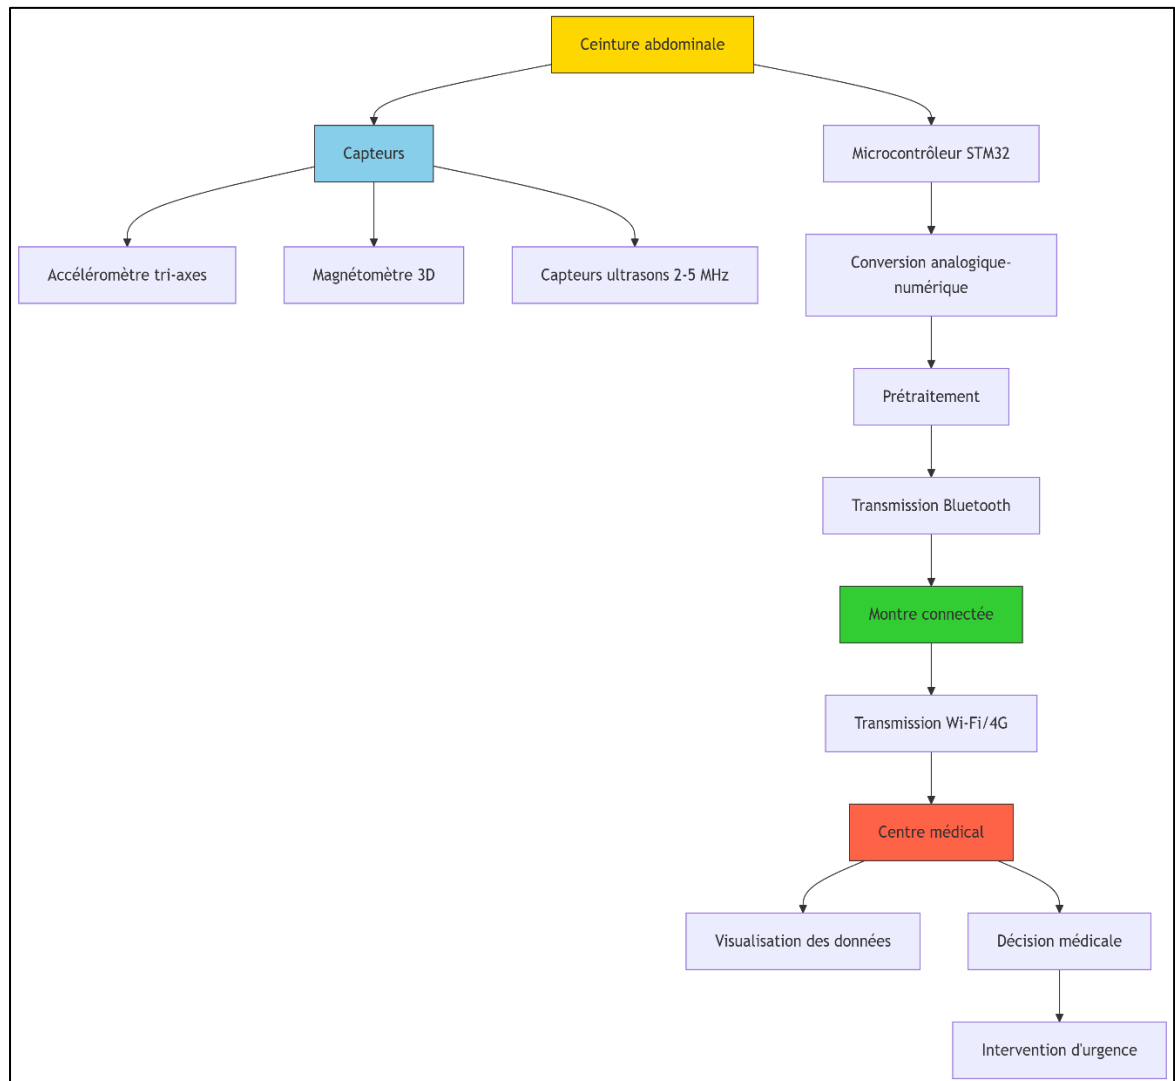 Ceinture abdominale
Capteurs
Microcontrôleur STM32
Accéléromètre tri-axes
Magnétomètre 3D
Capteurs ultrasons 2-5 MHz
Conversion analogique-
numérique
Prétraitement
Transmission Bluetooth
Montre connectée
Transmission Wi-Fi/4G
Centre médical
Visualisation des données
Décision médicale
Intervention d'urgence